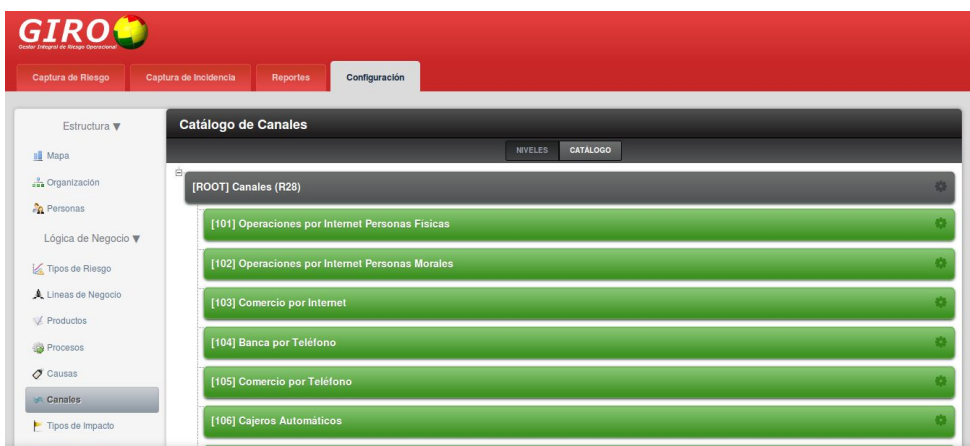 GIRO
Gestor Integral de Riesgo Operacional
Captura de Riesgo
Captura de Incidencia
Reportes
Configuración
Estructura ▼
Mapa
Organización
Personas
Lógica de Negocio ▼
Tipos de Riesgo
Lineas de Negocio
Productos
Procesos
Causas
Canales
Tipos de Impacto
Catálogo de Canales
NIVELES
CATÁLOGO
[ROOT] Canales (R28)
[101] Operaciones por Internet Personas Físicas
[102] Operaciones por Internet Personas Morales
[103] Comercio por Internet
[104] Banca por Teléfono
[105] Comercio por Teléfono
[106] Cajeros Automáticos